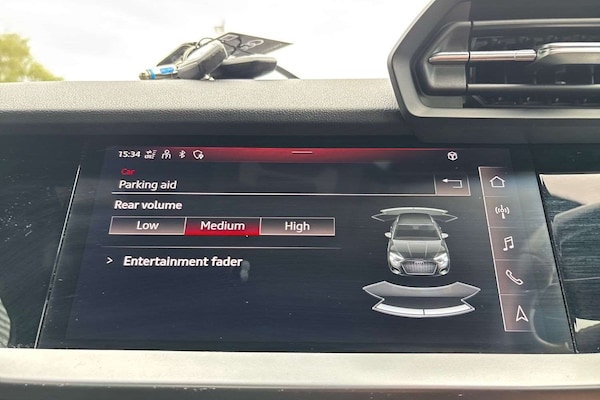 15:34
Car
Parking aid
Rear volume
Low Medium High
> Entertainment fader